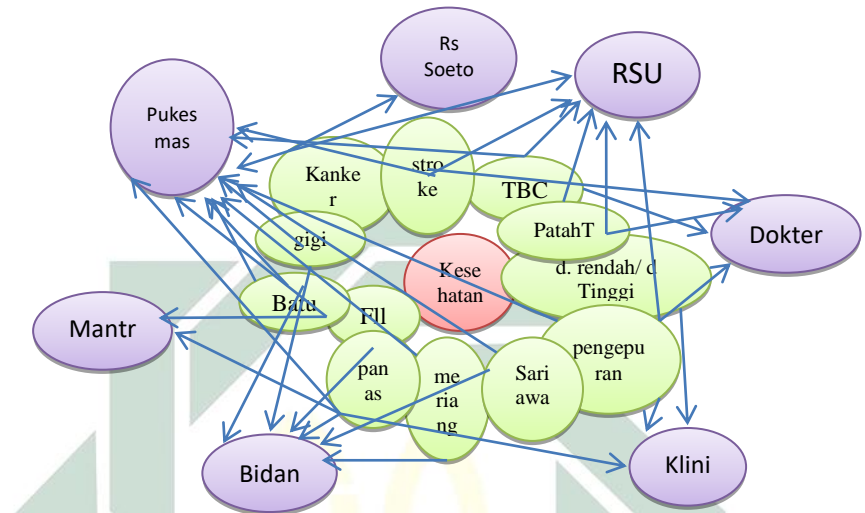 Rs
Soeto
RSU
Pukes
mas
Kanke
r
stro
ke
TBC
gigi
PatahT
Dokter
Kese
hatan
d. rendah/ d
Tinggi
Batu
Fll
Mantr
pan
as
me
ria
ng
Sari
awa
pengepu
ran
Bidan
Klini